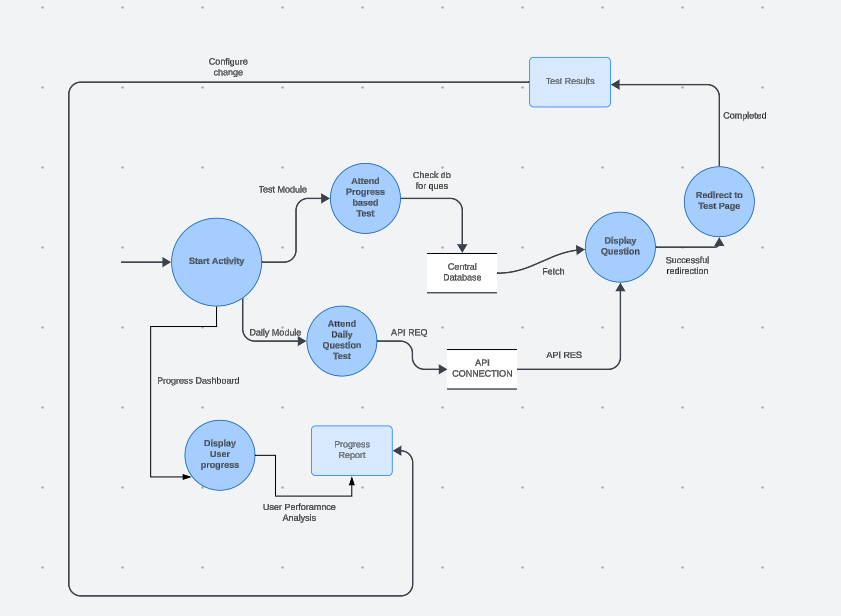 Configure
change
Test Results
Completed
Test Module
Attend
Progress
based
Test
Check db
for ques
Redirect to
Test Page
Start Activity
Display
Question
Central
Database
Fetch
Successful
redirection
Daily Module
Attend
Daily
Question
Test
API REQ
API
CONNECTION
API RES
Progress Dashboard
Display
User
progress
Progress
Report
User Perforamnce
Analysis